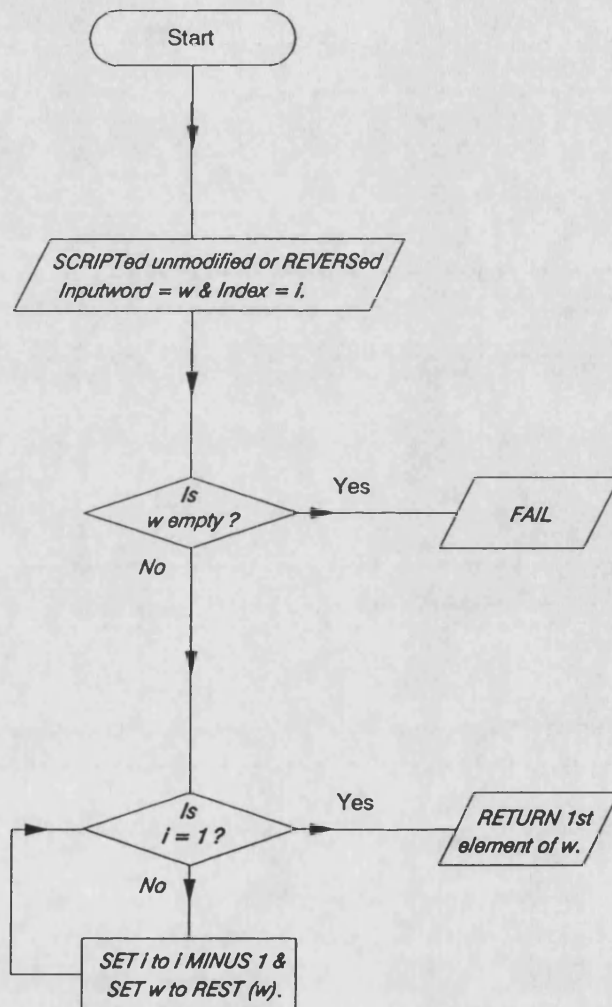 Start
SCRIPTed unmodified or REVERSed
Inputword = w & Index = i.
Is
w empty ?
Yes
FAIL
No
Is
i = 1 ?
Yes
RETURN 1st
element of w.
No
SET i to i MINUS 1 &
SET w to REST (w).